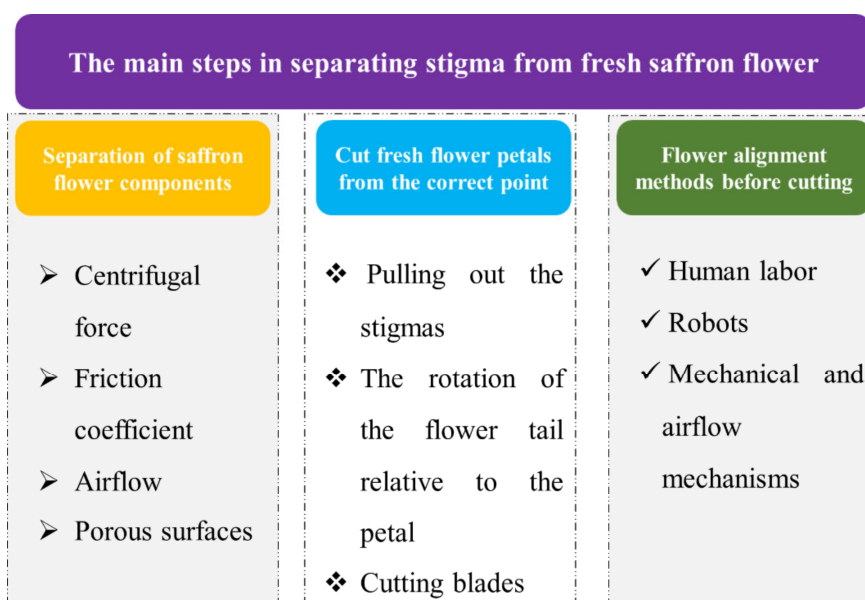 The main steps in separating stigma from fresh saffron flower
Separation of saffron
flower components
➢ Centrifugal
force
➢ Friction
coefficient
➢ Airflow
➢ Porous surfaces
Cut fresh flower petals
from the correct point
❖ Pulling out the
stigmas
❖ The rotation of
the flower tail
relative to the
petal
❖ Cutting blades
Flower alignment
methods before cutting
✓ Human labor
✓ Robots
✓ Mechanical and
airflow
mechanisms